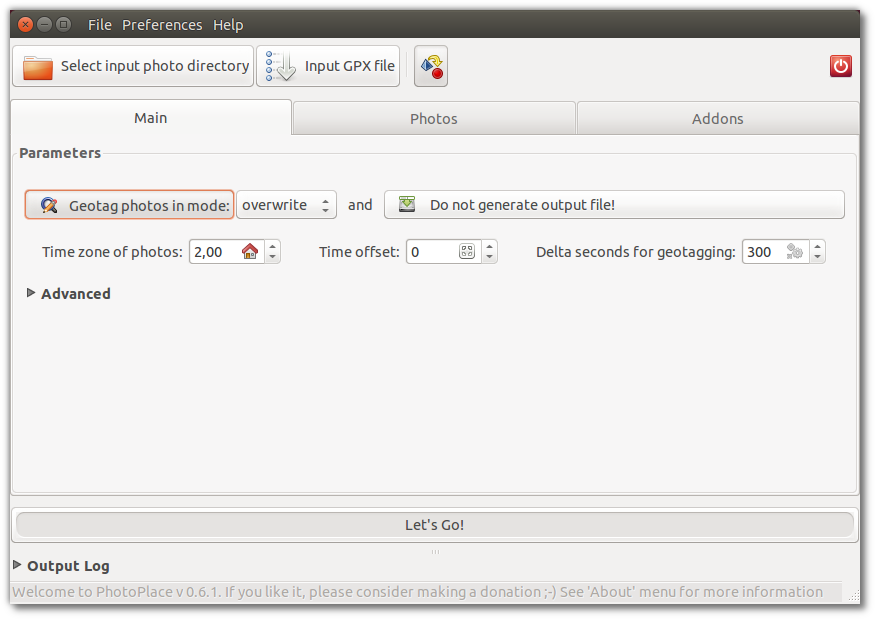 File Preferences Help
Select input photo directory Input GPX file
Main Photos Addons
Parameters
Geotag photos in mode: overwrite and Do not generate output file!
Time zone of photos: 2,00 Time offset: 0 Delta seconds for geotagging: 300
Advanced
Let's Go!
Output Log
Welcome to PhotoPlace v 0.6.1. If you like it, please consider making a donation ;-) See 'About' menu for more information